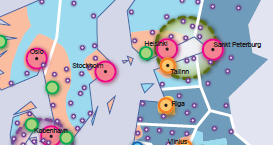 Helsinki
Sankt Peterburg
Oslo
Stockholm
Tallinn
Riga
København
Vilnius